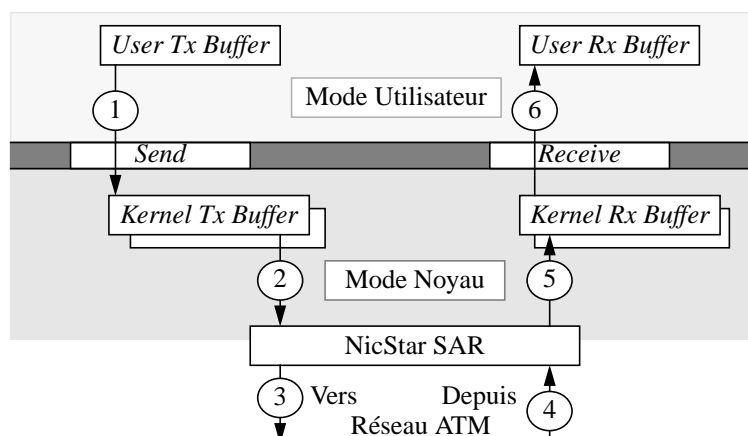 User Tx Buffer
User Rx Buffer
Mode Utilisateur
1
6
Send
Receive
Kernel Tx Buffer
Kernel Rx Buffer
2
Mode Noyau
5
NicStar SAR
3
Vers
Depuis
4
Réseau ATM